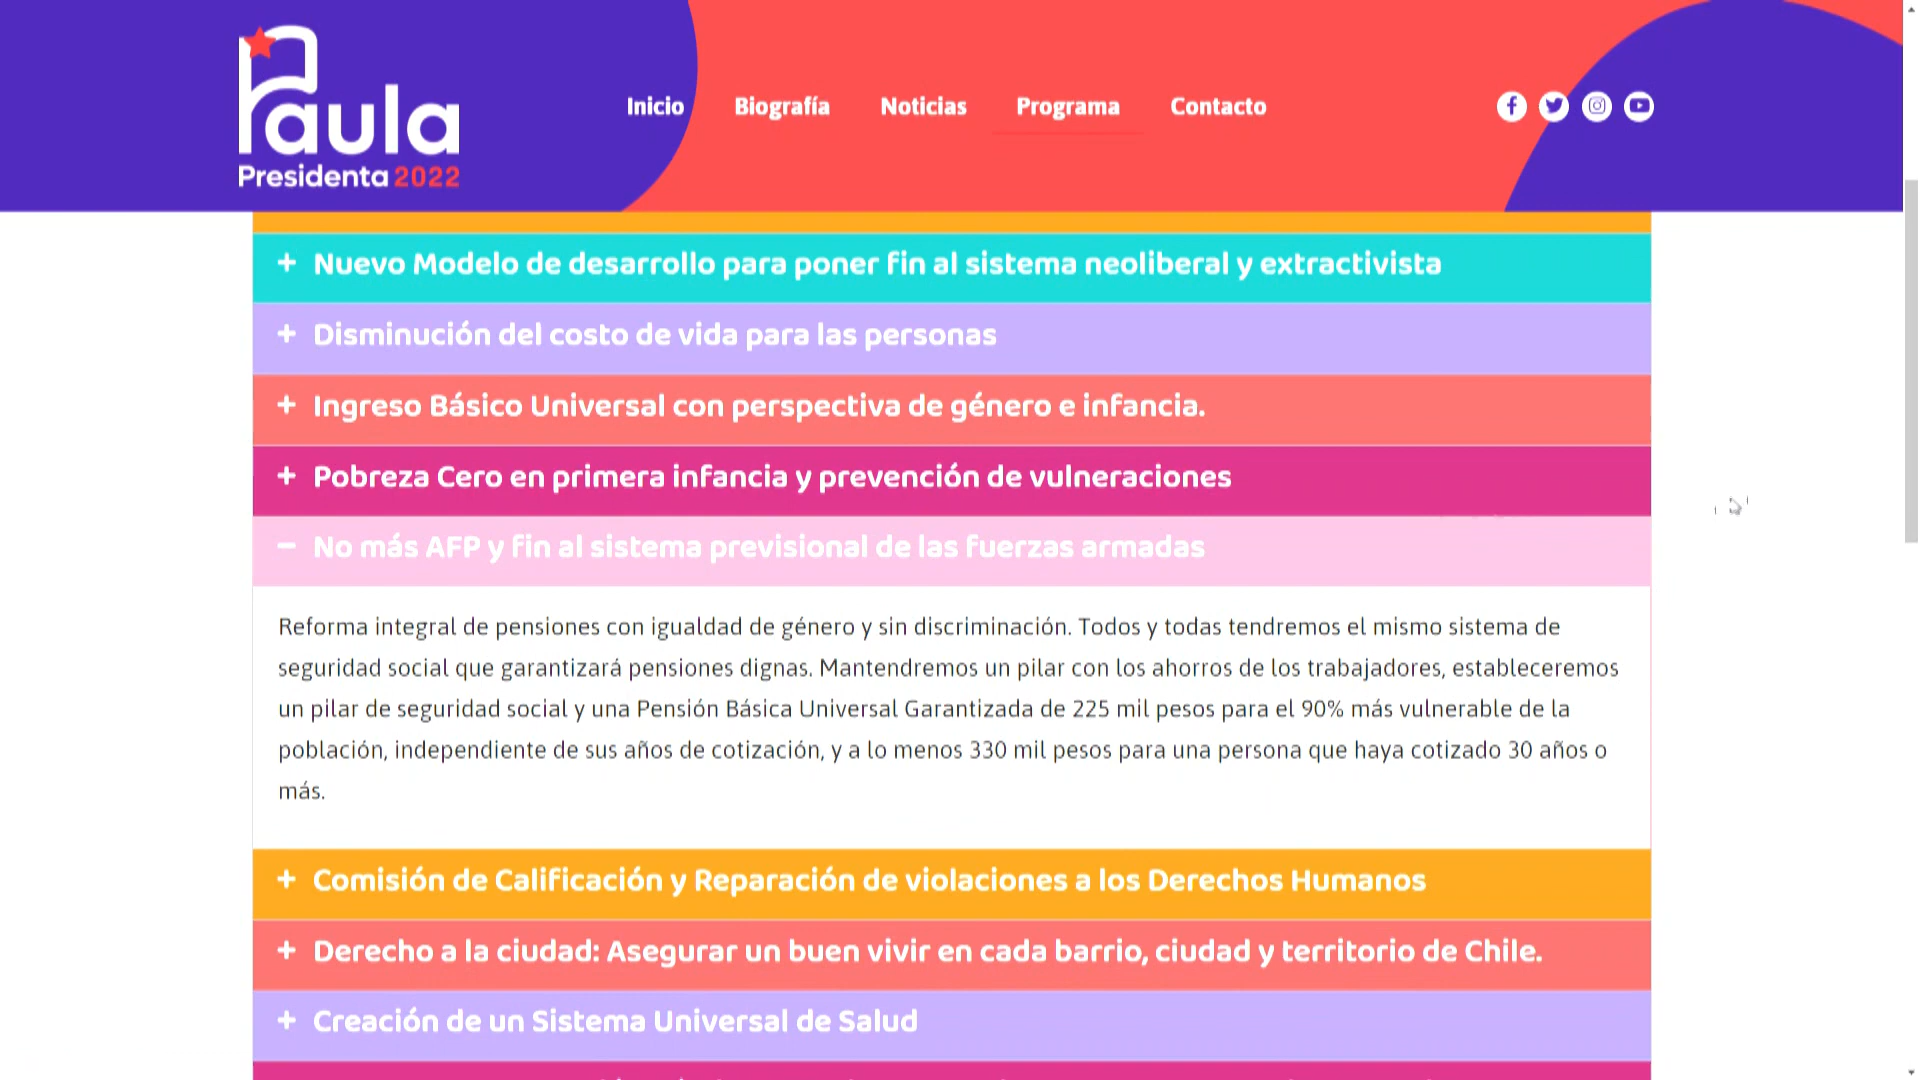 Paula
Presidenta 2022
Inicio
Biografía
Noticias
Programa
Contacto
+ Nuevo Modelo de desarrollo para poner fin al sistema neoliberal y extractivista
+ Disminución del costo de vida para las personas
+ Ingreso Básico Universal con perspectiva de género e infancia.
+ Pobreza Cero en primera infancia y prevención de vulneraciones
− No más AFP y fin al sistema previsional de las fuerzas armadas
Reforma integral de pensiones con igualdad de género y sin discriminación. Todos y todas tendremos el mismo sistema de
seguridad social que garantizará pensiones dignas. Mantendremos un pilar con los ahorros de los trabajadores, estableceremos
un pilar de seguridad social y una Pensión Básica Universal Garantizada de 225 mil pesos para el 90% más vulnerable de la
población, independiente de sus años de cotización, y a lo menos 330 mil pesos para una persona que haya cotizado 30 años o
más.
+ Comisión de Calificación y Reparación de violaciones a los Derechos Humanos
+ Derecho a la ciudad: Asegurar un buen vivir en cada barrio, ciudad y territorio de Chile.
+ Creación de un Sistema Universal de Salud